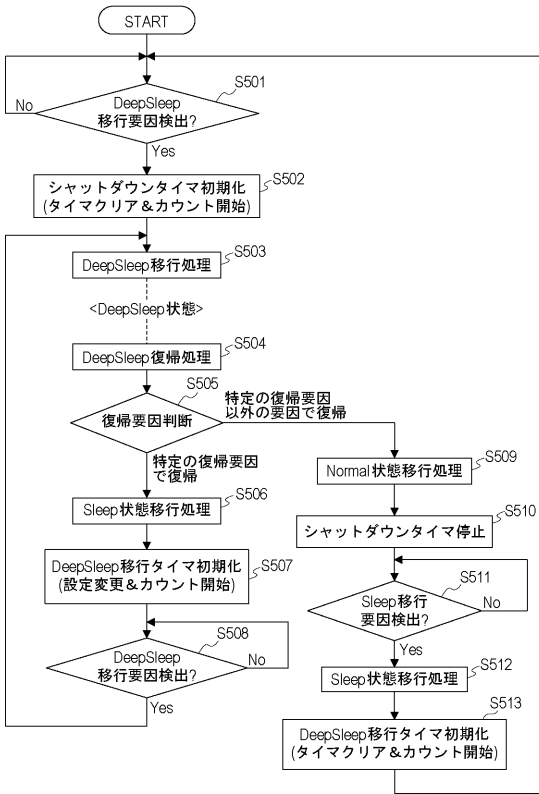 START
S501
DeepSleep
移行要因検出?
No
Yes
S502
シャットダウンタイマ初期化
(タイマクリア&カウント開始)
S503
DeepSleep移行処理
<DeepSleep状態>
S504
DeepSleep復帰処理
S505
復帰要因判断
特定の復帰要因
以外の要因で復帰
特定の復帰要因
で復帰
S506
Sleep状態移行処理
S507
DeepSleep移行タイマ初期化
(設定変更&カウント開始)
S508
DeepSleep
移行要因検出?
No
Yes
S509
Normal状態移行処理
S510
シャットダウンタイマ停止
S511
Sleep移行
要因検出?
No
Yes
S512
Sleep状態移行処理
S513
DeepSleep移行タイマ初期化
(タイマクリア&カウント開始)